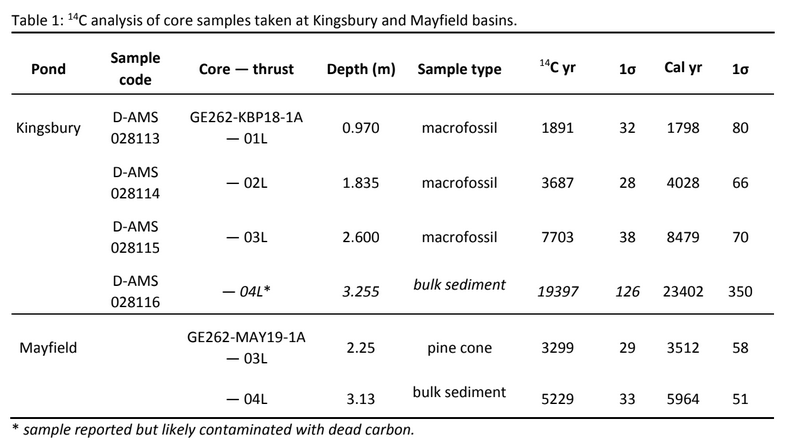 Table 1: ¹⁴C analysis of core samples taken at Kingsbury and Mayfield basins.
Pond Sample code Core — thrust Depth (m) Sample type ¹⁴C yr 1σ Cal yr 1σ
Kingsbury D-AMS 028113 GE262-KBP18-1A — 01L 0.970 macrofossil 1891 32 1798 80
D-AMS 028114 — 02L 1.835 macrofossil 3687 28 4028 66
D-AMS 028115 — 03L 2.600 macrofossil 7703 38 8479 70
D-AMS 028116 — 04L* 3.255 bulk sediment 19397 126 23402 350
Mayfield GE262-MAY19-1A — 03L 2.25 pine cone 3299 29 3512 58
— 04L 3.13 bulk sediment 5229 33 5964 51
* sample reported but likely contaminated with dead carbon.